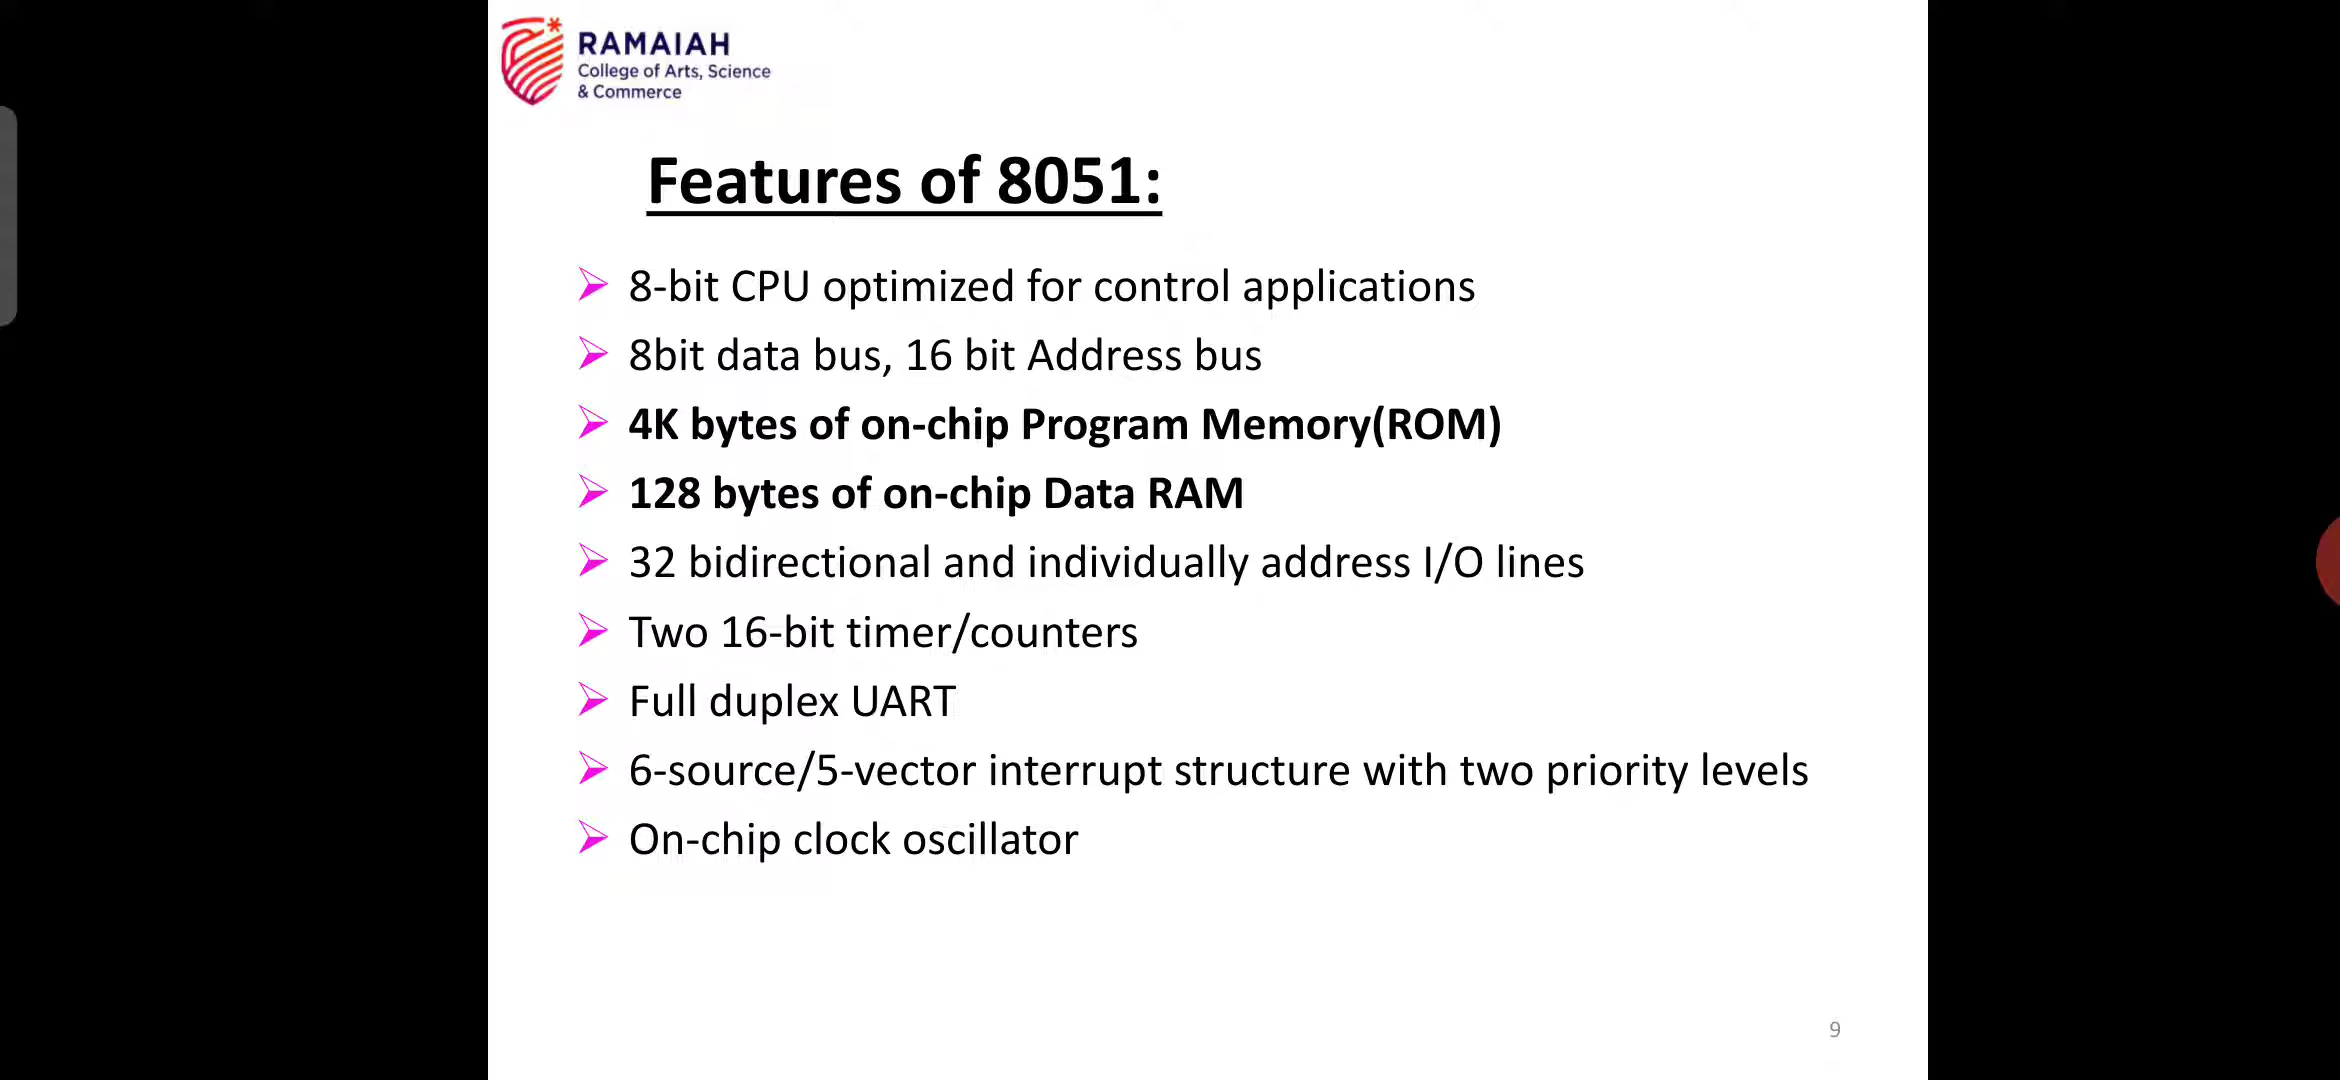 RAMAIAH
College of Arts, Science
& Commerce
Features of 8051:
8-bit CPU optimized for control applications
8bit data bus, 16 bit Address bus
4K bytes of on-chip Program Memory(ROM)
128 bytes of on-chip Data RAM
32 bidirectional and individually address I/O lines
Two 16-bit timer/counters
Full duplex UART
6-source/5-vector interrupt structure with two priority levels
On-chip clock oscillator
9